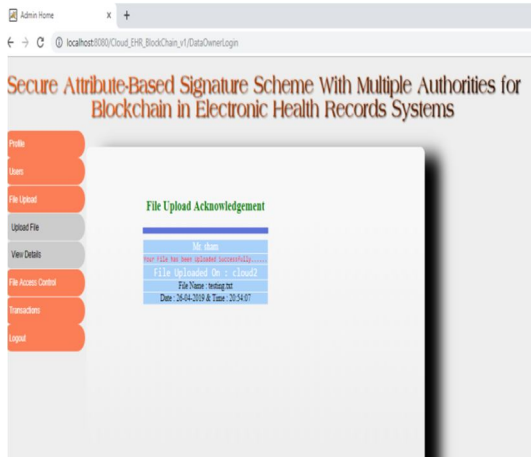 Admin Home x +
localhost:8080/Cloud_EHR_BlockChain_v1/DataOwnerLogin
Secure Attribute-Based Signature Scheme With Multiple Authorities for
Blockchain in Electronic Health Records Systems
Profile
Users
File Upload
Upload File
View Details
File Access Control
Transactions
Logout
File Upload Acknowledgement
Mr sham
Your File has been uploaded Successfully......
File Uploaded On : cloud2
File Name : testing.txt
Date : 26-04-2019 & Time : 20:54:07